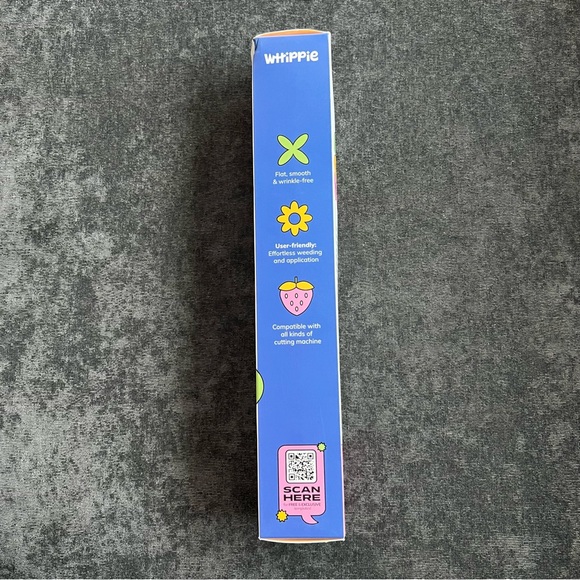 WHippie
Flat, smooth
& wrinkle-free
User-friendly:
Effortless weeding
and application
Compatible with
all kinds of
cutting machine
SCAN
HERE